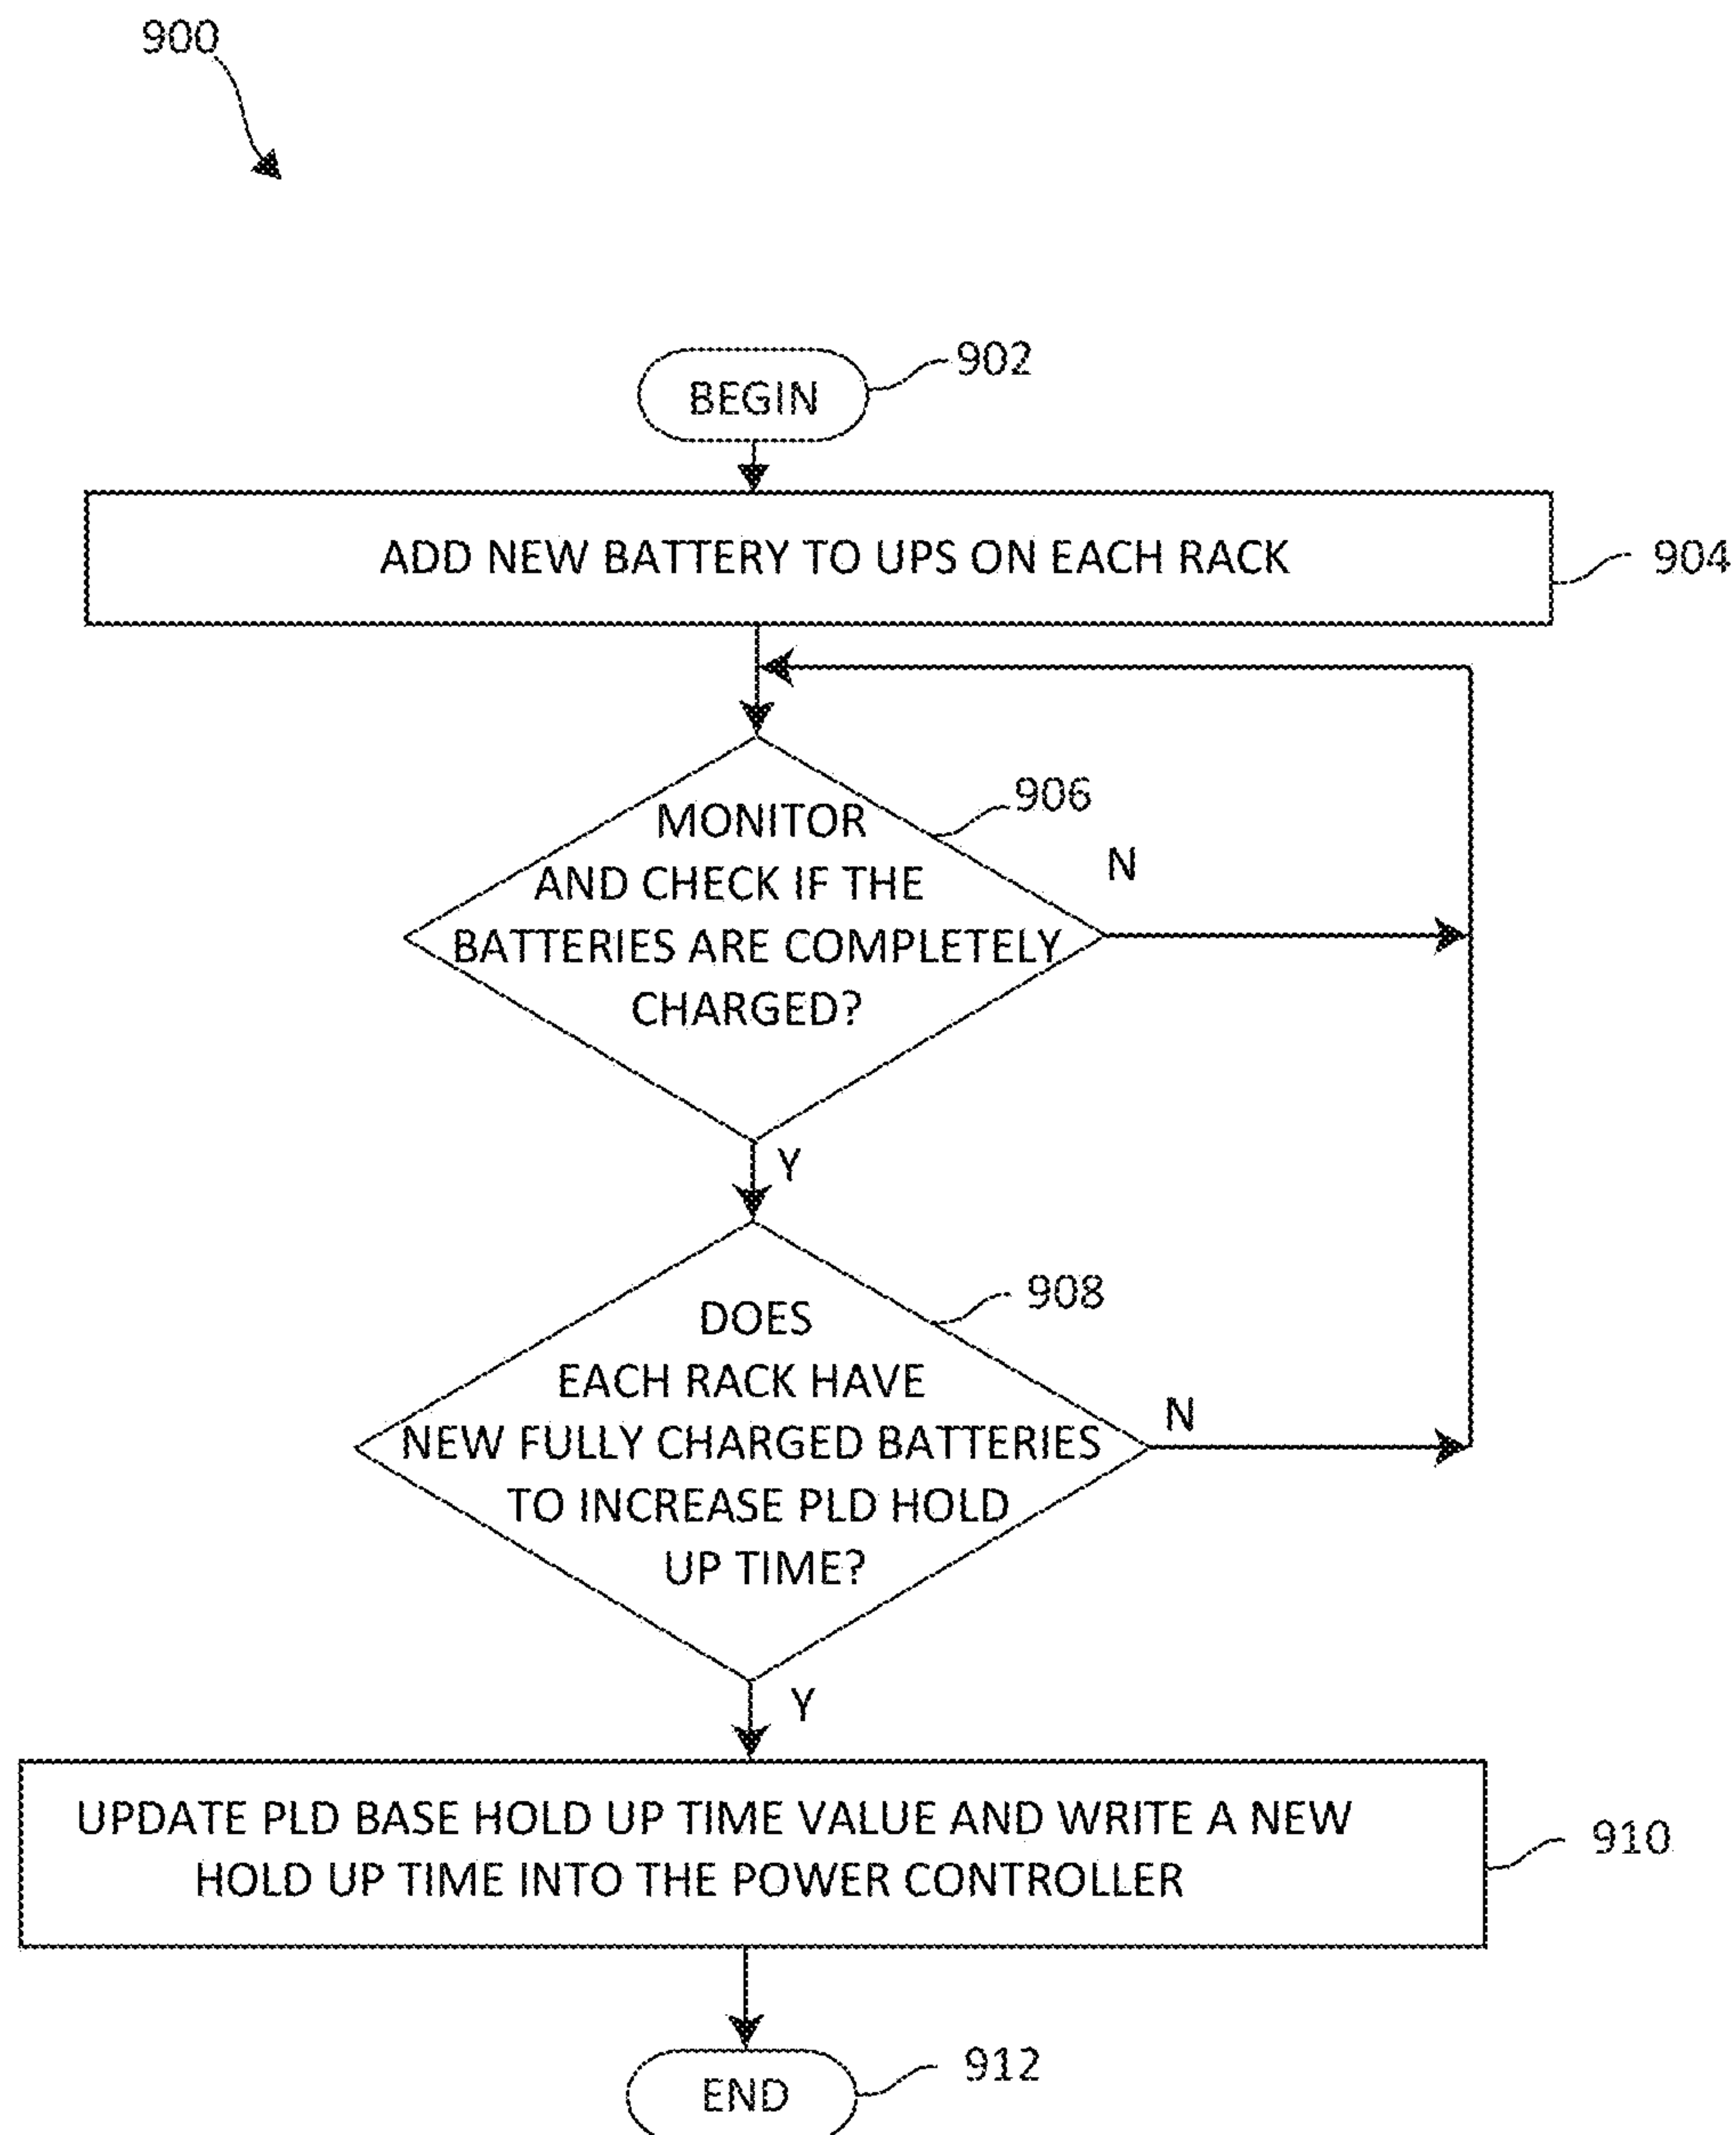 900
BEGIN
902
ADD NEW BATTERY TO UPS ON EACH RACK
904
MONITOR
AND CHECK IF THE
BATTERIES ARE COMPLETELY
CHARGED?
906
N
Y
DOES
EACH RACK HAVE
NEW FULLY CHARGED BATTERIES
TO INCREASE PLD HOLD
UP TIME?
908
N
Y
UPDATE PLD BASE HOLD UP TIME VALUE AND WRITE A NEW
HOLD UP TIME INTO THE POWER CONTROLLER
910
END
912